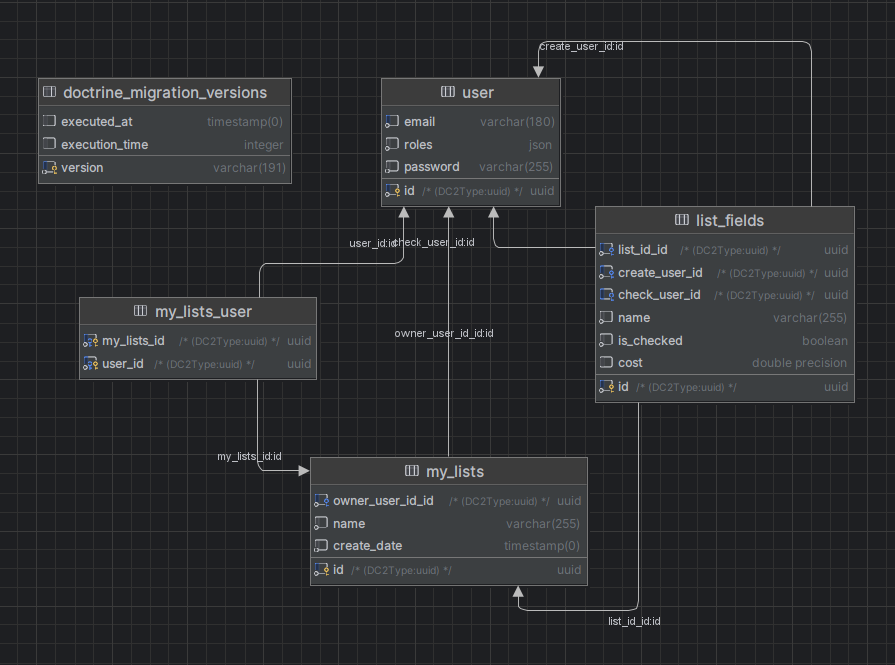 create_user_id:id
doctrine_migration_versions
executed_at timestamp(0)
execution_time integer
version varchar(191)
user
email varchar(180)
roles json
password varchar(255)
id /* (DC2Type:uuid) */ uuid
list_fields
list_id_id /* (DC2Type:uuid) */ uuid
create_user_id /* (DC2Type:uuid) */ uuid
check_user_id /* (DC2Type:uuid) */ uuid
name varchar(255)
is_checked boolean
cost double precision
id /* (DC2Type:uuid) */ uuid
user_id:id
check_user_id:id
my_lists_user
my_lists_id /* (DC2Type:uuid) */ uuid
user_id /* (DC2Type:uuid) */ uuid
owner_user_id_id:id
my_lists_id:id
my_lists
owner_user_id_id /* (DC2Type:uuid) */ uuid
name varchar(255)
create_date timestamp(0)
id /* (DC2Type:uuid) */ uuid
list_id_id:id